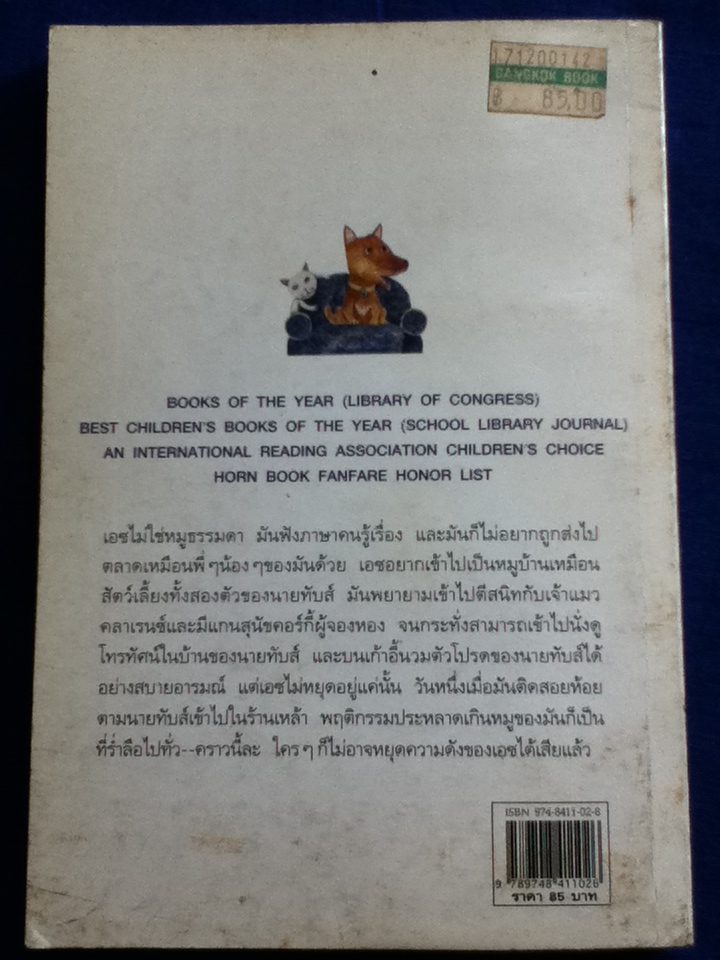 171200142
BANGKOK BOOK
฿ 85.00
BOOKS OF THE YEAR (LIBRARY OF CONGRESS)
BEST CHILDREN'S BOOKS OF THE YEAR (SCHOOL LIBRARY JOURNAL)
AN INTERNATIONAL READING ASSOCIATION CHILDREN'S CHOICE
HORN BOOK FANFARE HONOR LIST
เอซไม่ใช่หมูธรรมดา มันฟังภาษาคนรู้เรื่อง และมันก็ไม่อยากถูกส่งไป
ตลาดเหมือนพี่ๆน้องๆของมันด้วย เอซอยากเข้าไปเป็นหมูบ้านเหมือน
สัตว์เลี้ยงทั้งสองตัวของนายทับส์ มันพยายามเข้าไปตีสนิทกับเจ้าแมว
คลาเรนซ์และมีแกนสุนัขคอร์กี้ผู้จองหอง จนกระทั่งสามารถเข้าไปนั่งดู
โทรทัศน์ในบ้านของนายทับส์ และบนเก้าอี้นวมตัวโปรดของนายทับส์ได้
อย่างสบายอารมณ์ แต่เอซไม่หยุดอยู่แค่นั้น วันหนึ่งเมื่อมันติดสอยห้อย
ตามนายทับส์เข้าไปในร้านเหล้า พฤติกรรมประหลาดเกินหมูของมันก็เป็น
ที่ร่ำลือไปทั่ว--คราวนี้ละ ใครๆก็ไม่อาจหยุดความดังของเอซได้เสียแล้ว
ISBN 974-8411-02-8
9 789748 411026
ราคา 85 บาท